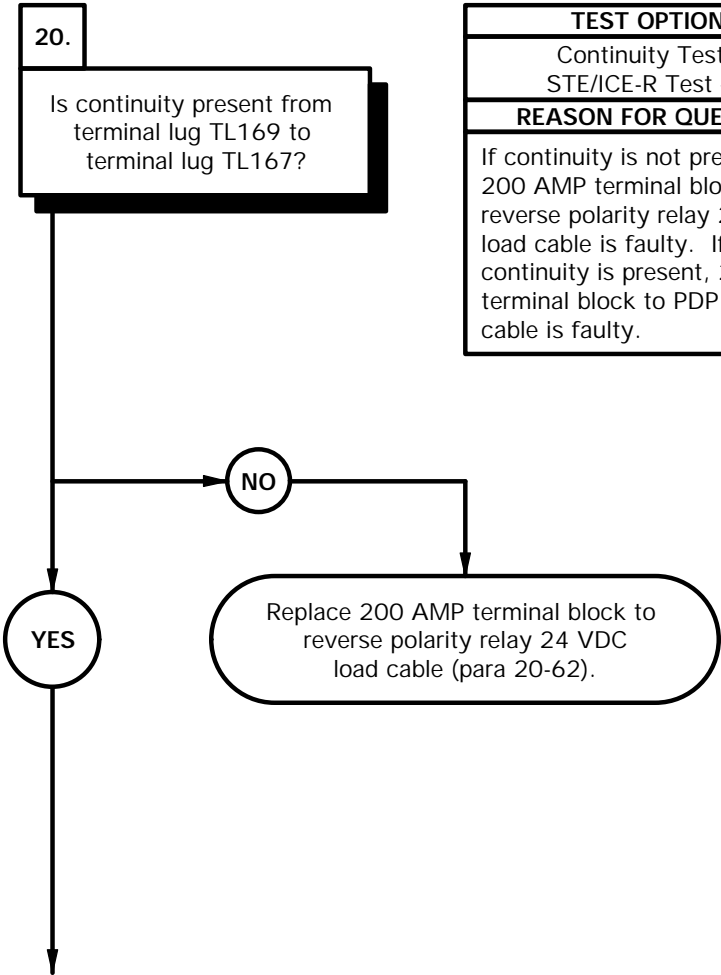 20.
Is continuity present from
terminal lug TL169 to
terminal lug TL167?
TEST OPTION
Continuity Test
STE/ICE-R Test
REASON FOR
If continuity is not
200 AMP terminal
reverse polarity relay
load cable is faulty. If
continuity is present,
terminal block to PDP
cable is faulty.
NO
YES
Replace 200 AMP terminal block to
reverse polarity relay 24 VDC
load cable (para 20-62).